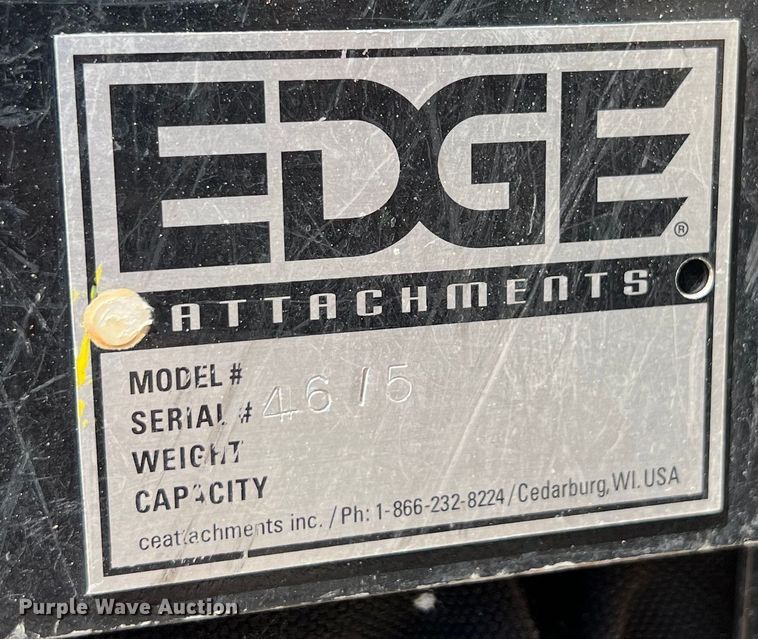 EDGE®
ATTACHMENTS
MODEL #
SERIAL # 4615
WEIGHT
CAPACITY
ceattachments inc. / Ph: 1-866-232-8224 / Cedarburg, WI. USA
Purple Wave Auction